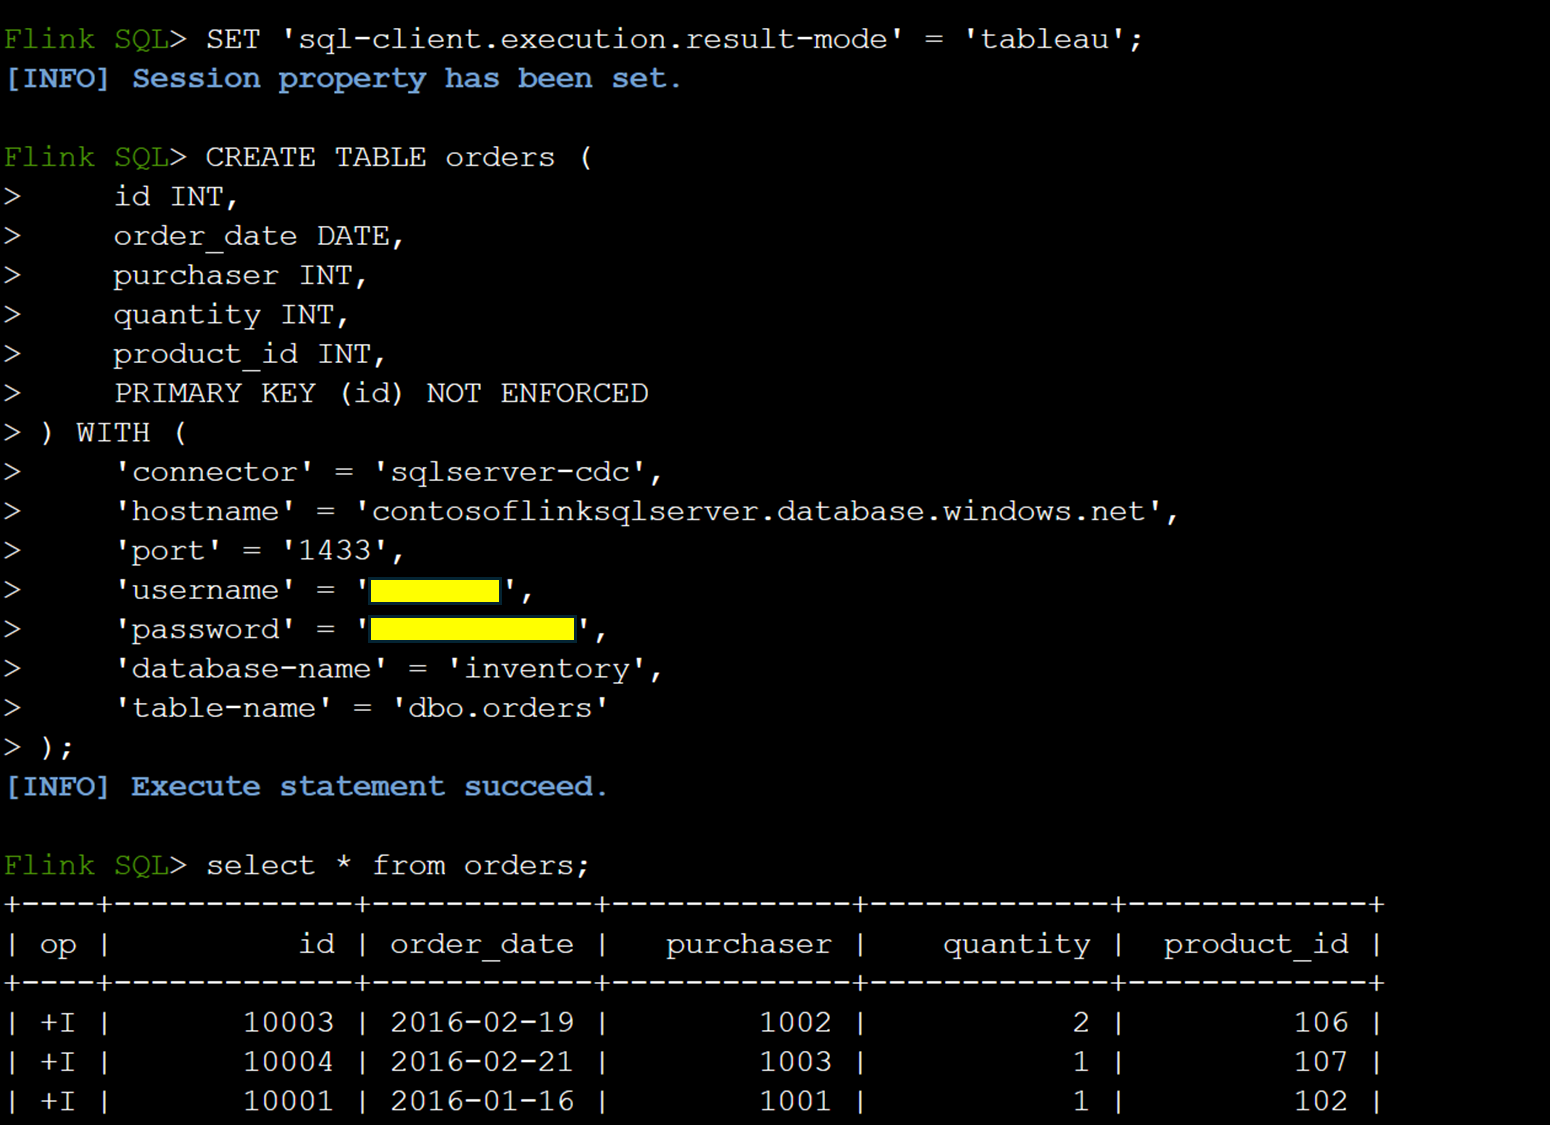 Flink SQL> SET 'sql-client.execution.result-mode' = 'tableau';
[INFO] Session property has been set.
Flink SQL> CREATE TABLE orders (
>     id INT,
>     order_date DATE,
>     purchaser INT,
>     quantity INT,
>     product_id INT,
>     PRIMARY KEY (id) NOT ENFORCED
> ) WITH (
>     'connector' = 'sqlserver-cdc',
>     'hostname' = 'contosoflinksqlserver.database.windows.net',
>     'port' = '1433',
>     'username' = '',
>     'password' = '',
>     'database-name' = 'inventory',
>     'table-name' = 'dbo.orders'
> );
[INFO] Execute statement succeed.
Flink SQL> select * from orders;
+----+-------------+------------+-------------+-------------+-------------+
| op |          id | order_date |   purchaser |    quantity |  product_id |
+----+-------------+------------+-------------+-------------+-------------+
| +I |       10003 | 2016-02-19 |        1002 |           2 |         106 |
| +I |       10004 | 2016-02-21 |        1003 |           1 |         107 |
| +I |       10001 | 2016-01-16 |        1001 |           1 |         102 |